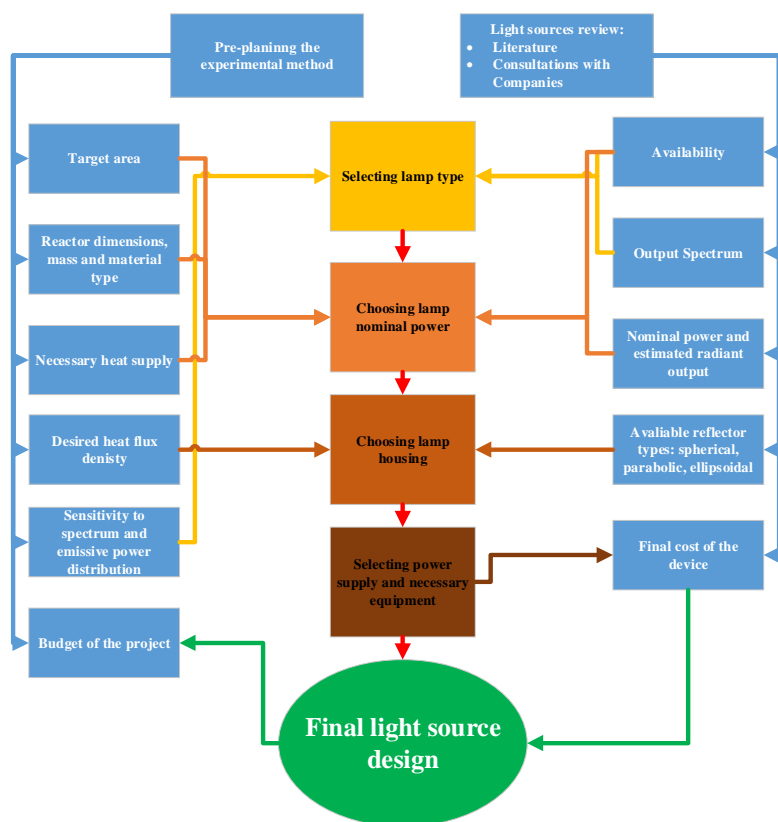 Pre-planinng the
experimental method
Light sources review:
• Literature
• Consultations with
Companies
Target area
Selecting lamp type
Availability
Reactor dimensions,
mass and material
type
Output Spectrum
Choosing lamp
nominal power
Necessary heat supply
Nominal power and
estimated radiant
output
Desired heat flux
denisty
Choosing lamp
housing
Avaliable reflector
types: spherical,
parabolic, ellipsoidal
Sensitivity to
spectrum and
emissive power
distribution
Selecting power
supply and necessary
equipment
Final cost of the
device
Budget of the project
Final light source
design